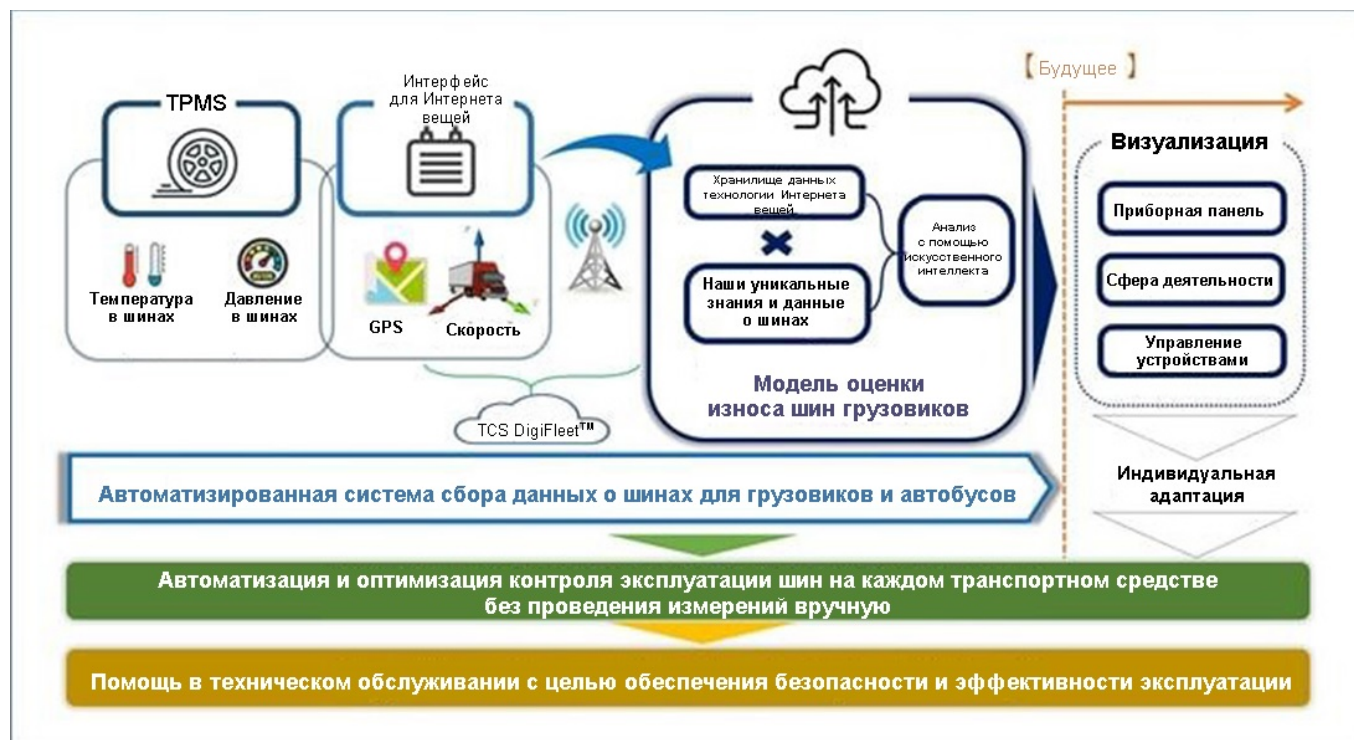 TPMS
Температура
в шинах
Давление
в шинах
Интерфейс
для Интернета
вещей
GPS
Скорость
TCS DigiFleet™
Хранилище данных
технологии Интернета
вещей
Наши уникальные
знания и данные
о шинах
Анализ
с помощью
искусственного
интеллекта
Модель оценки
износа шин грузовиков
【 Будущее 】
Визуализация
Приборная панель
Сфера деятельности
Управление
устройствами
Индивидуальная
адаптация
Автоматизированная система сбора данных о шинах для грузовиков и автобусов
Автоматизация и оптимизация контроля эксплуатации шин на каждом транспортном средстве
без проведения измерений вручную
Помощь в техническом обслуживании с целью обеспечения безопасности и эффективности эксплуатации